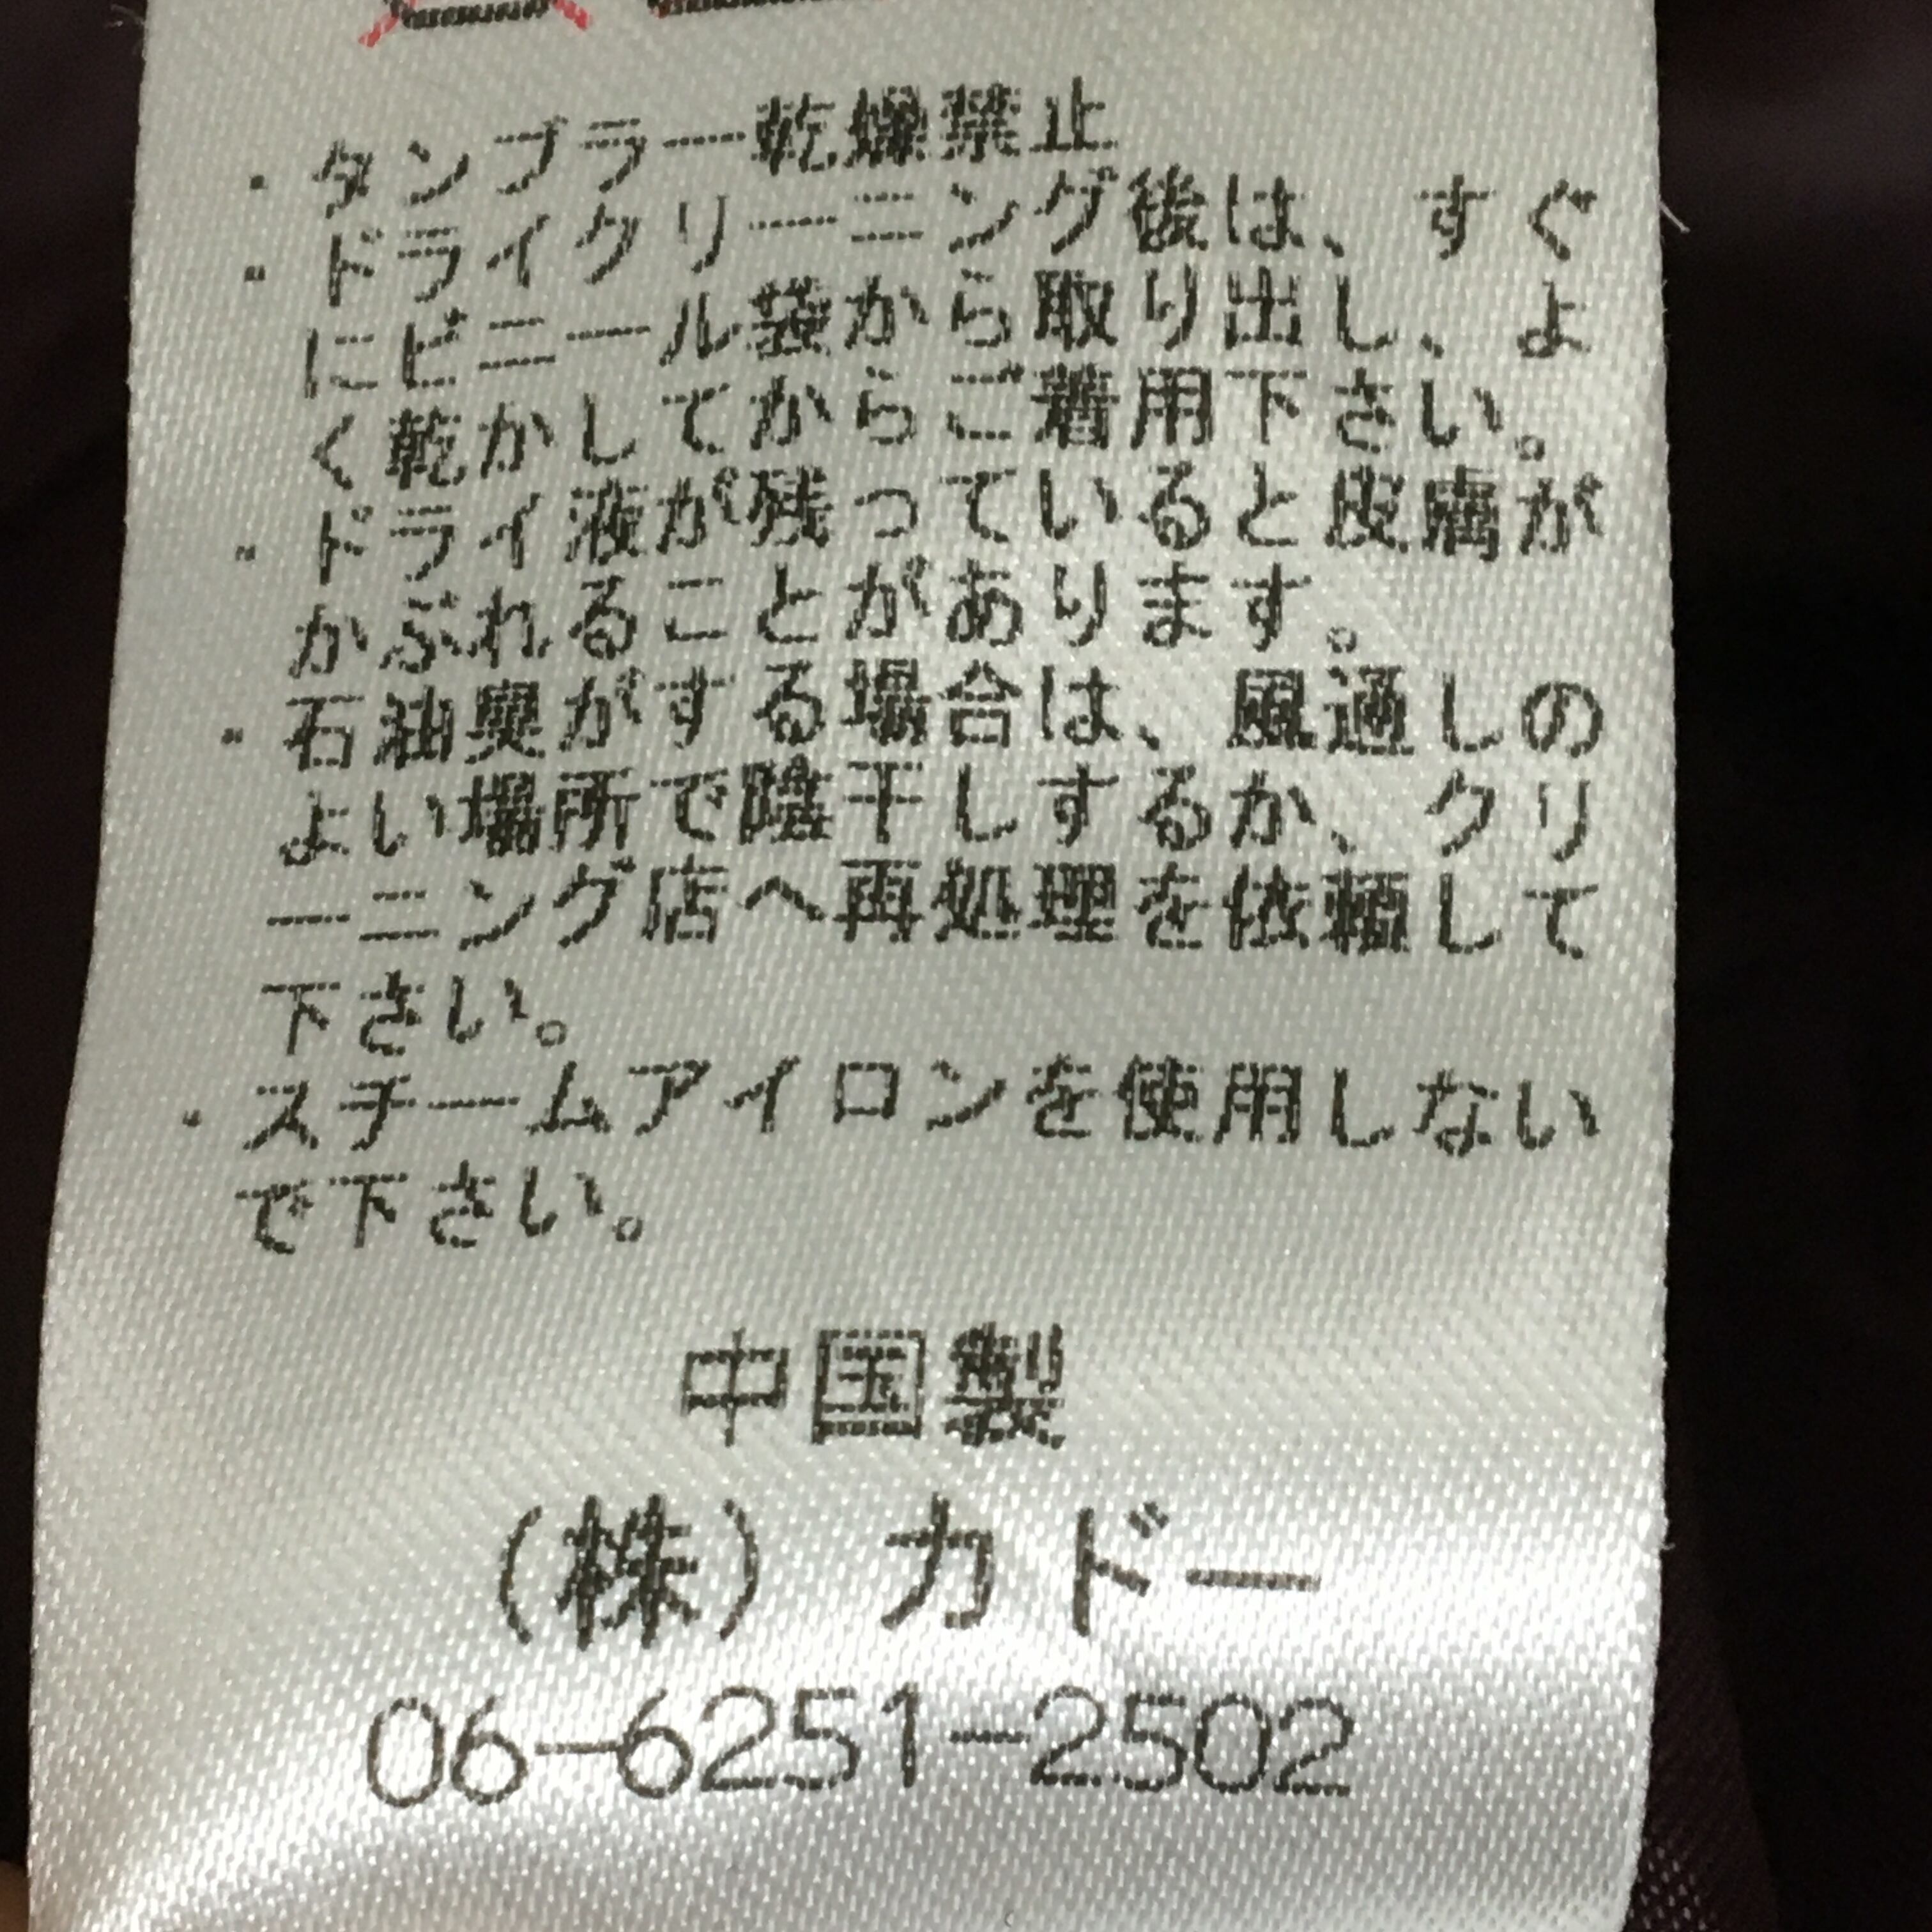 ・タンブラー乾燥禁止
・ドライクリーニング後は、すぐ
にビニール袋から取り出し、よ
く乾かしてからご着用下さい。
・ドライ液が残っていると皮膚が
かぶれることがあります。
・石油臭がする場合は、風通しの
よい場所で陰干しするか、クリ
ーニング店へ再処理を依頼して
下さい。
・スチームアイロンを使用しない
で下さい。
中国製
(株) カドー
06-6251-2502